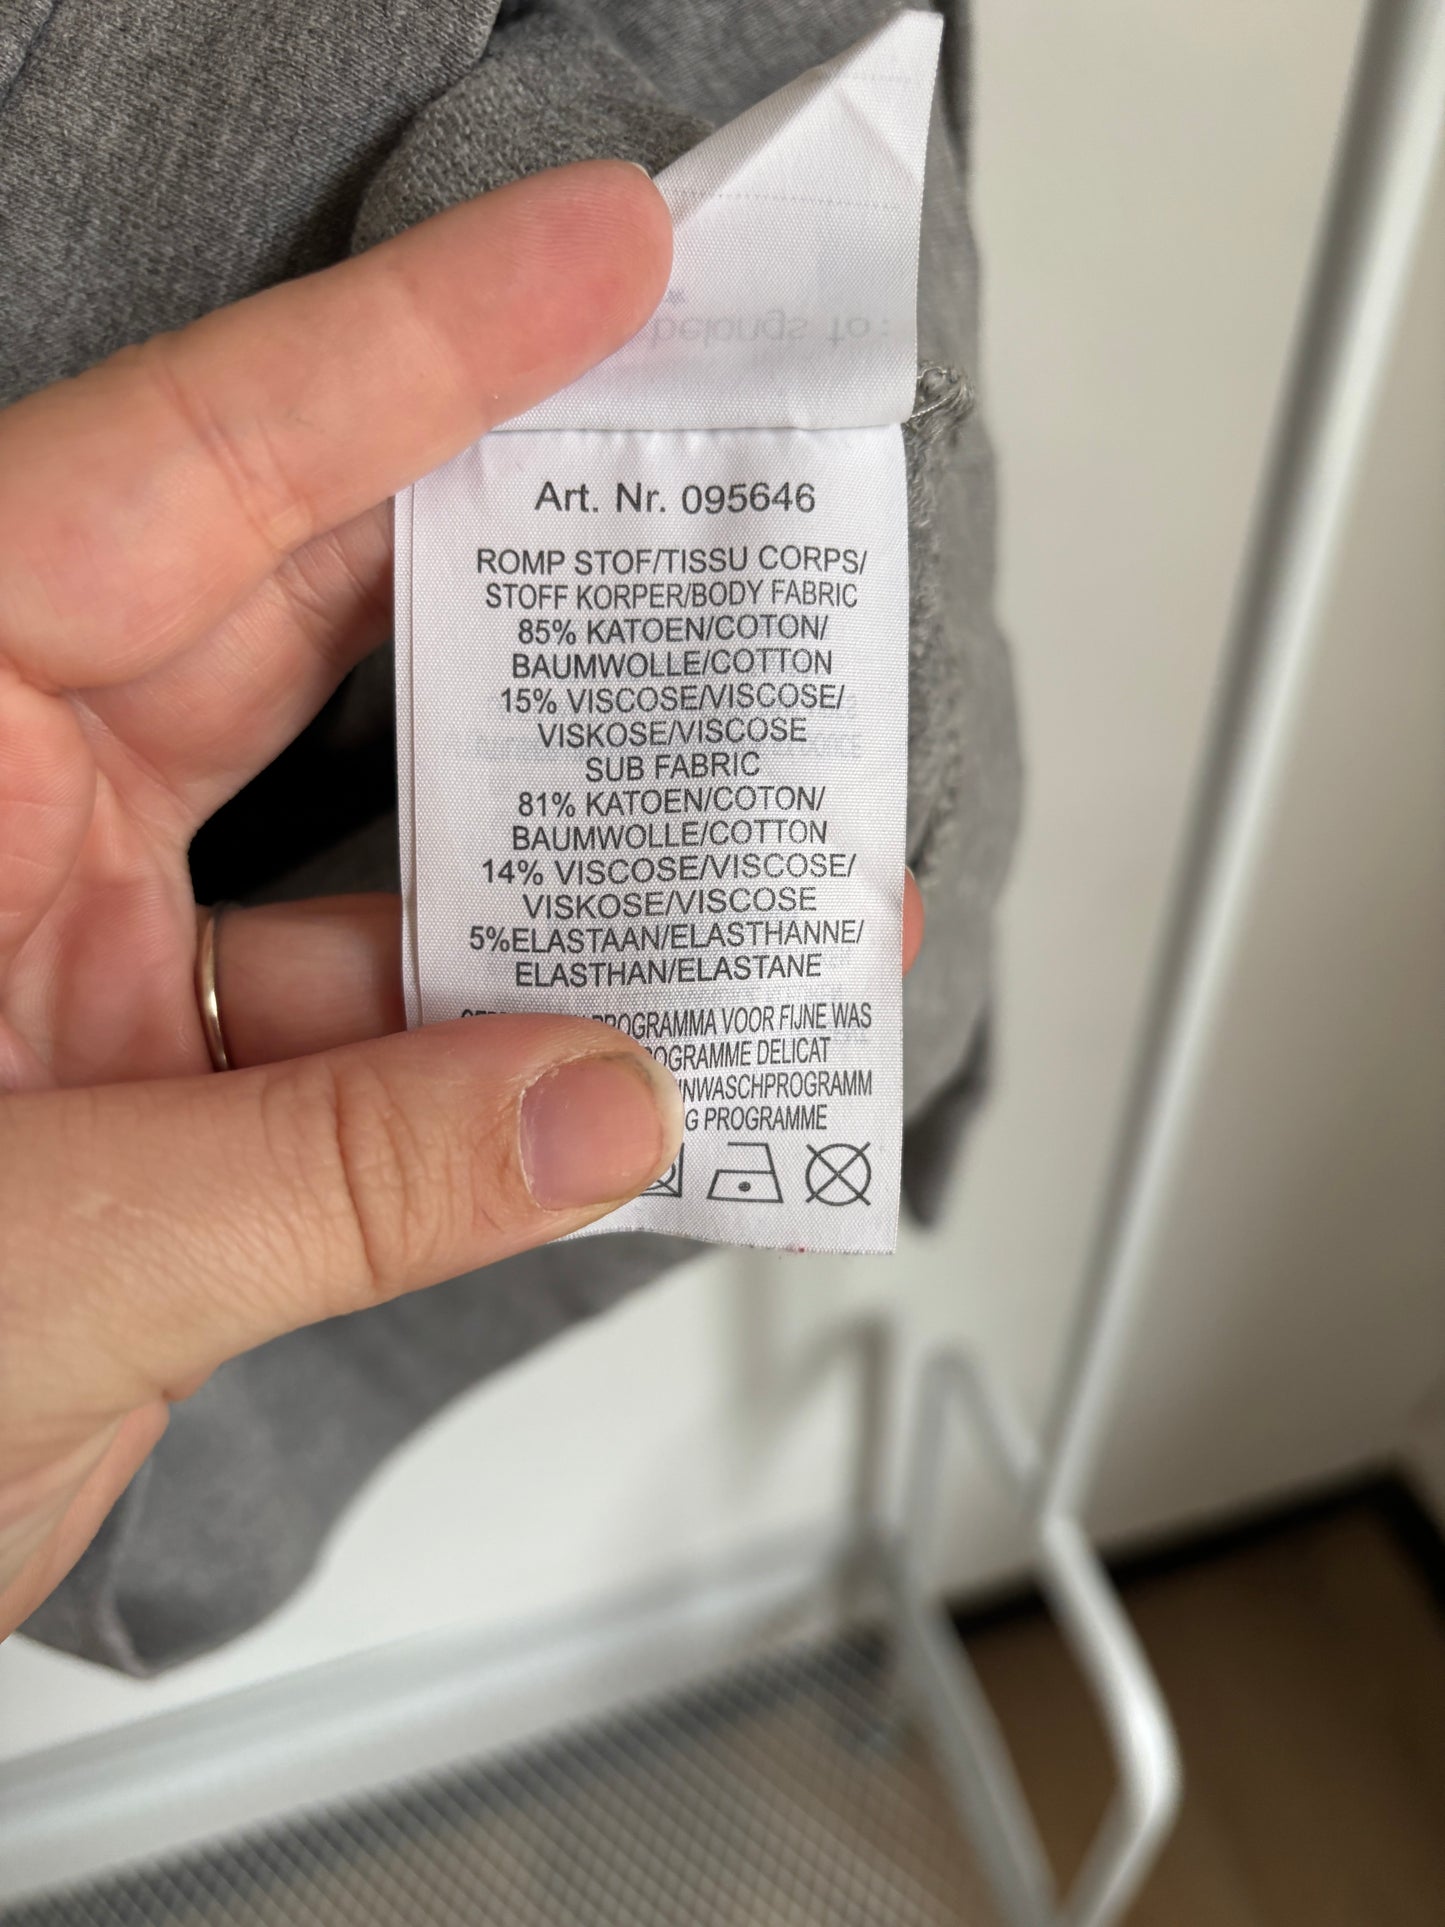 belongs to:
Art. Nr. 095646
ROMP STOF/TISSU CORPS/
STOFF KORPER/BODY FABRIC
85% KATOEN/COTON/
BAUMWOLLE/COTTON
15% VISCOSE/VISCOSE/
VISKOSE/VISCOSE
SUB FABRIC
81% KATOEN/COTON/
BAUMWOLLE/COTTON
14% VISCOSE/VISCOSE/
VISKOSE/VISCOSE
5%ELASTAAN/ELASTHANNE/
ELASTHAN/ELASTANE
PROGRAMMA VOOR FIJNE WAS
DELICAT
PROGRAMME